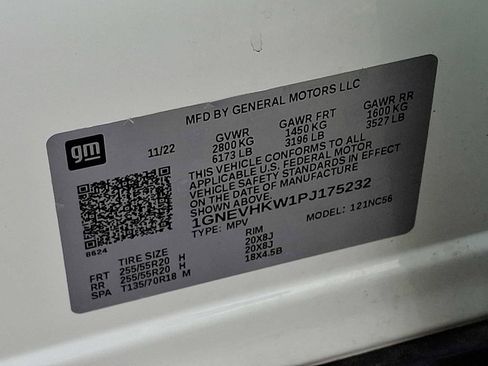 MFD BY GENERAL MOTORS LLC
gm
11/22
GVWR GAWR FRT GAWR RR
2800 KG 1450 KG 1600 KG
6173 LB 3196 LB 3527 LB
THIS VEHICLE CONFORMS TO ALL
APPLICABLE U.S. FEDERAL MOTOR
VEHICLE SAFETY STANDARDS IN EFFECT
ON THE DATE OF MANUFACTURE SHOWN ABOVE.
1GNEVHKW1PJ175232
TYPE: MPV MODEL: 121NC56
8624
TIRE SIZE RIM
FRT 255/55R20 H 20X8J
RR 255/55R20 H 20X8J
SPA T135/70R18 M 18X4.5B